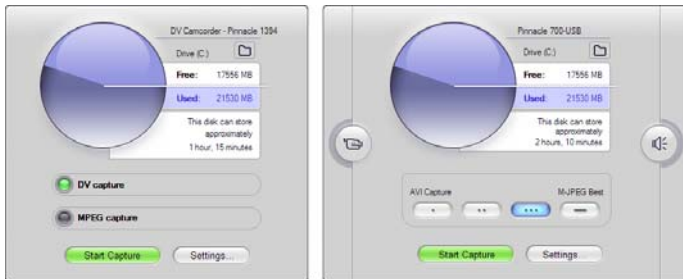 DV Camcorder - Pinnacle 1394
Drive (C:)
Free: 17556 MB
Used: 21530 MB
This disk can store
approximately
1 hour, 15 minutes
DV capture
MPEG capture
Start Capture
Settings...
Pinnacle 700-USB
Drive (C:)
Free: 17556 MB
Used: 21530 MB
This disk can store
approximately
2 hours, 10 minutes
AVI Capture
M-JPEG Best
Start Capture
Settings...